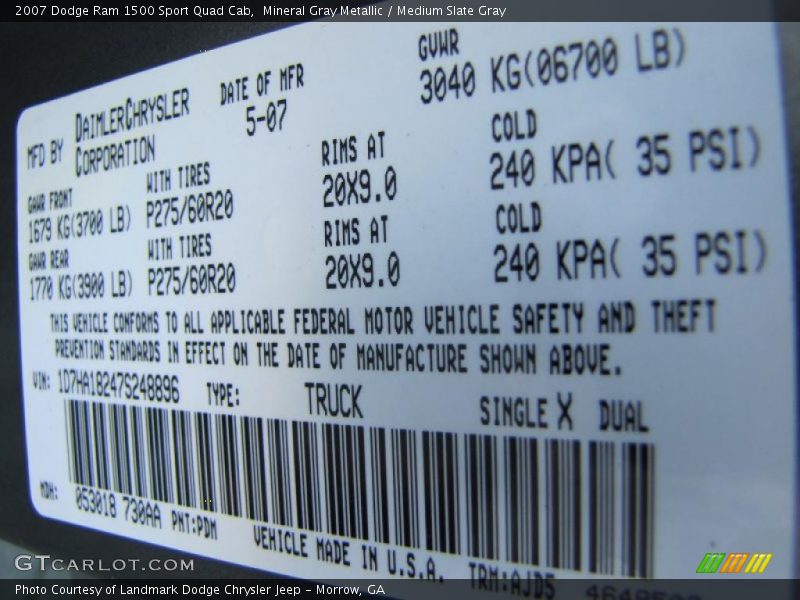 2007 Dodge Ram 1500 Sport Quad Cab,  Mineral Gray Metallic / Medium Slate Gray
MFD BY DAIMLERCHRYSLER CORPORATION
DATE OF MFR 5-07
GVWR 3040 KG(06700 LB)
GAWR FRONT 1679 KG(3700 LB)
WITH TIRES P275/60R20
RIMS AT 20X9.0
COLD 240 KPA( 35 PSI)
GAWR REAR 1770 KG(3900 LB)
WITH TIRES P275/60R20
RIMS AT 20X9.0
COLD 240 KPA( 35 PSI)
THIS VEHICLE CONFORMS TO ALL APPLICABLE FEDERAL MOTOR VEHICLE SAFETY AND THEFT
PREVENTION STANDARDS IN EFFECT ON THE DATE OF MANUFACTURE SHOWN ABOVE.
VIN: 1D7HA18247S248896 TYPE: TRUCK SINGLE X DUAL
MDH: 053018 730AA PNT:PDM
VEHICLE MADE IN U.S.A. TRM:AJD5
GTCARLOT.COM
Photo Courtesy of Landmark Dodge Chrysler Jeep - Morrow, GA